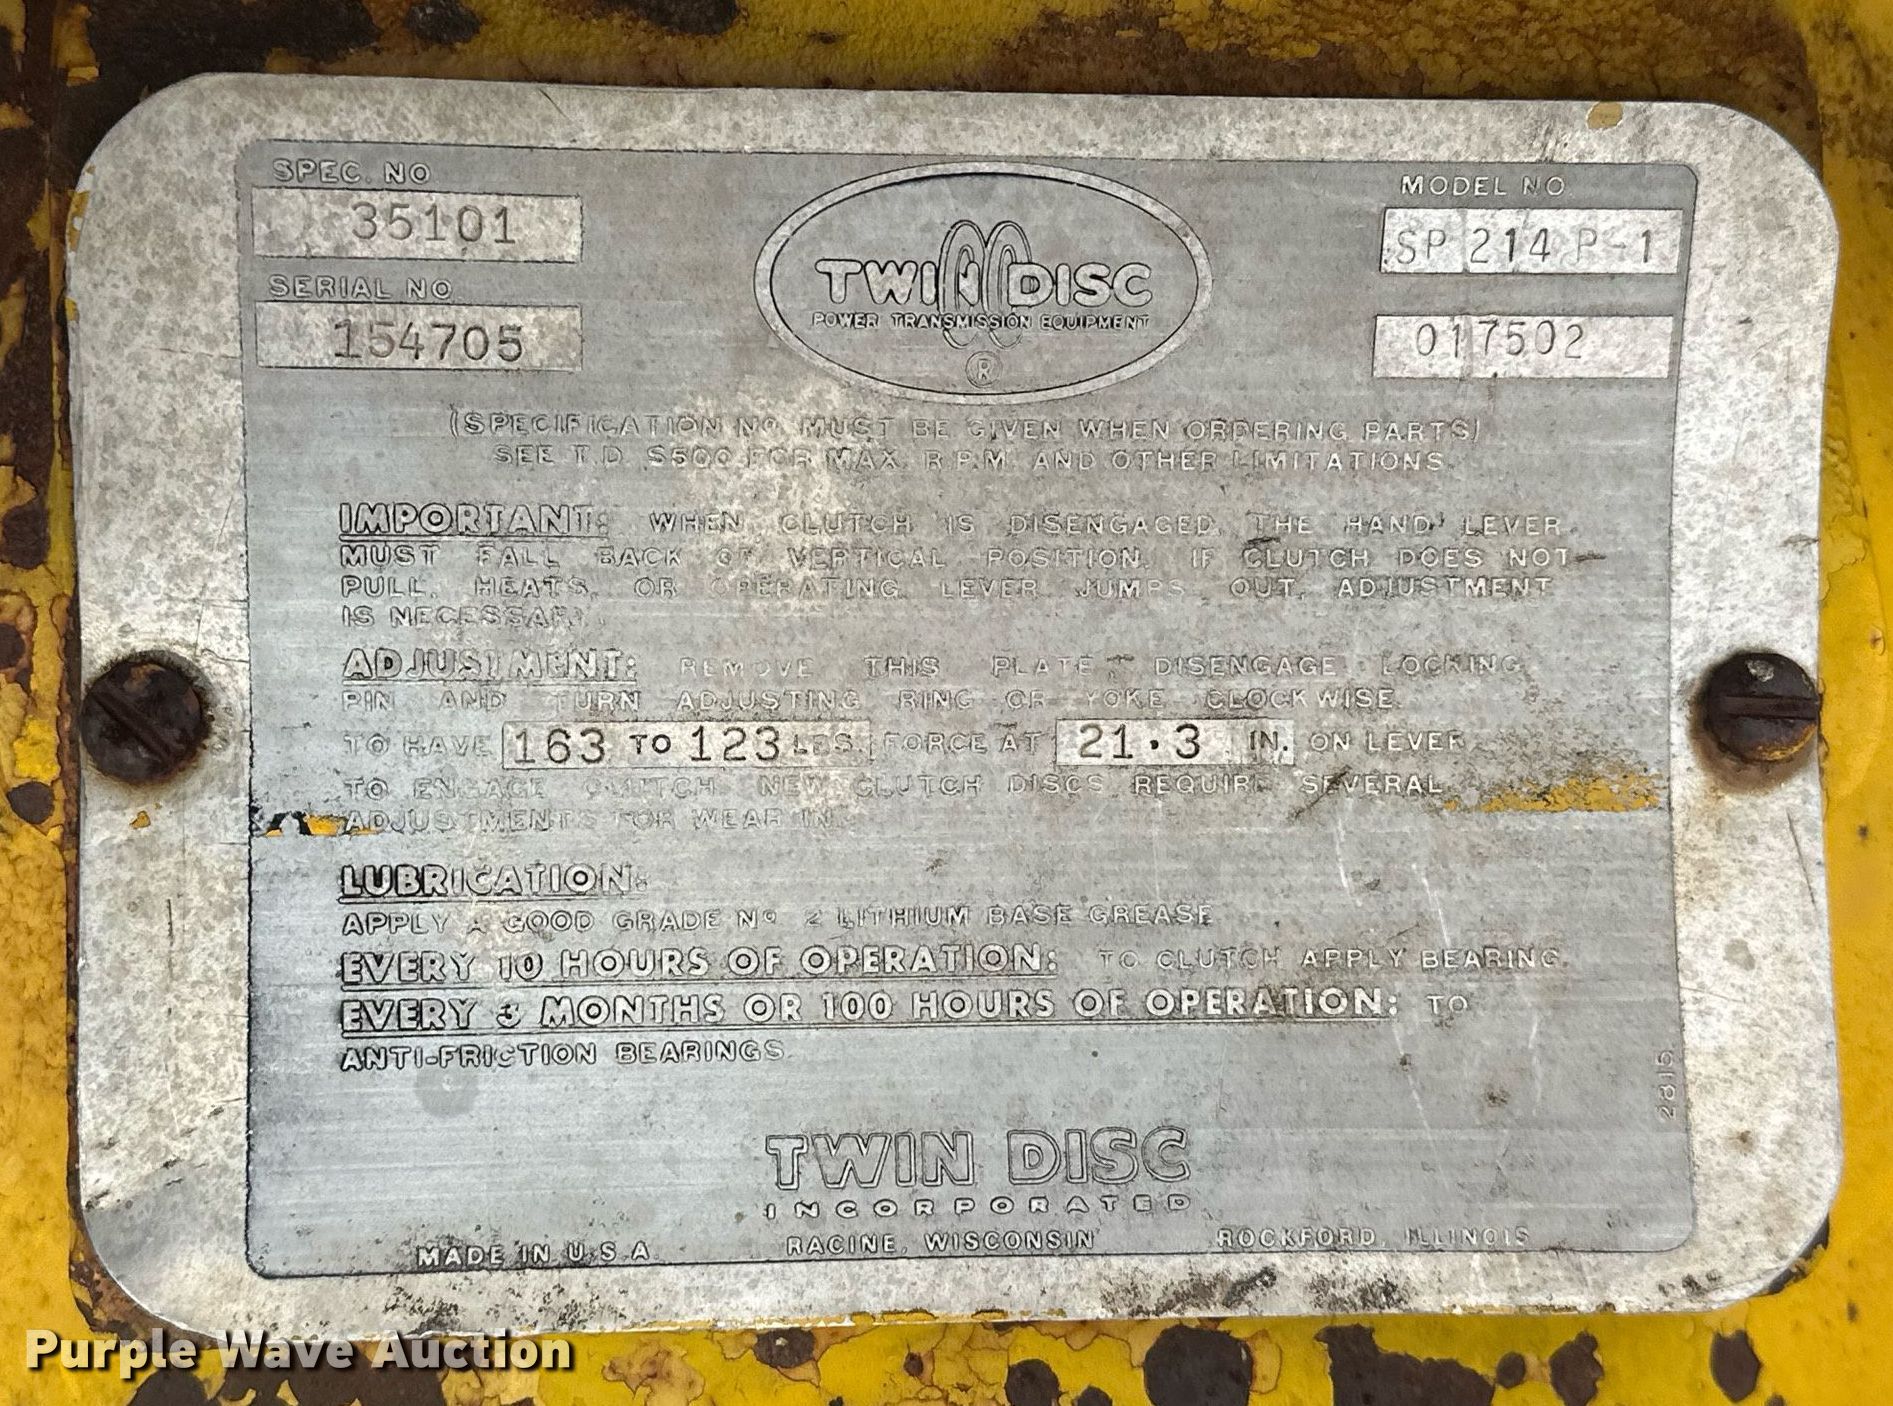 SPEC. NO
35101
SERIAL NO
154705
TWIN DISC
POWER TRANSMISSION EQUIPMENT
®
MODEL NO
SP 214 P-1
017502
(SPECIFICATION Nº MUST BE GIVEN WHEN ORDERING PARTS)
SEE T.D. S500 FOR MAX. R.P.M. AND OTHER LIMITATIONS.
IMPORTANT: WHEN CLUTCH IS DISENGAGED, THE HAND LEVER
MUST FALL BACK OF VERTICAL POSITION. IF CLUTCH DOES NOT
PULL, HEATS, OR OPERATING LEVER JUMPS OUT, ADJUSTMENT
IS NECESSARY.
ADJUSTMENT: REMOVE THIS PLATE, DISENGAGE LOCKING
PIN AND TURN ADJUSTING RING OR YOKE CLOCKWISE
TO HAVE 163 TO 123 LBS. FORCE AT 21.3 IN. ON LEVER
TO ENGAGE CLUTCH. NEW CLUTCH DISCS REQUIRE SEVERAL
ADJUSTMENTS FOR WEAR IN.
LUBRICATION:
APPLY A GOOD GRADE Nº 2 LITHIUM BASE GREASE
EVERY 10 HOURS OF OPERATION: TO CLUTCH APPLY BEARING.
EVERY 3 MONTHS OR 100 HOURS OF OPERATION: TO
ANTI-FRICTION BEARINGS.
2815
TWIN DISC
INCORPORATED
MADE IN U.S.A. RACINE, WISCONSIN ROCKFORD, ILLINOIS
Purple Wave Auction